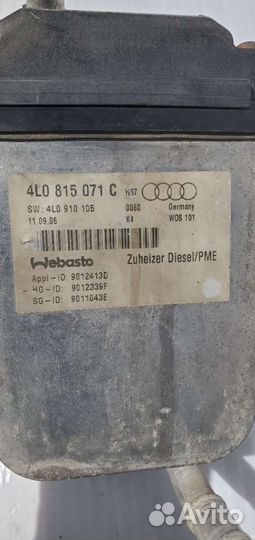 4L0 815 071 C H/97
SW: 4L0 910 105 0060 Germany
11.09.06 K4 WOS 101
Webasto Zuheizer Diesel/PME
Appl-ID: 9012413D
HG-ID: 9012339F
SG-ID: 9011043E
Avito